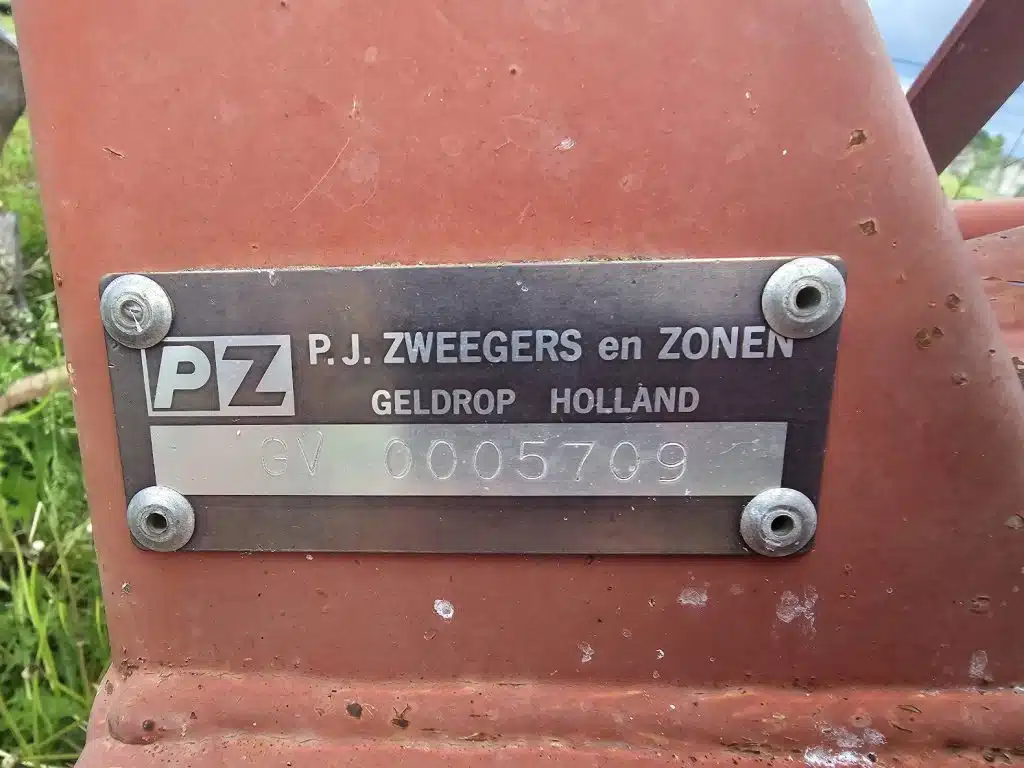 PZ P.J. ZWEEGERS en ZONEN
GELDROP HOLLAND
GV 0005709